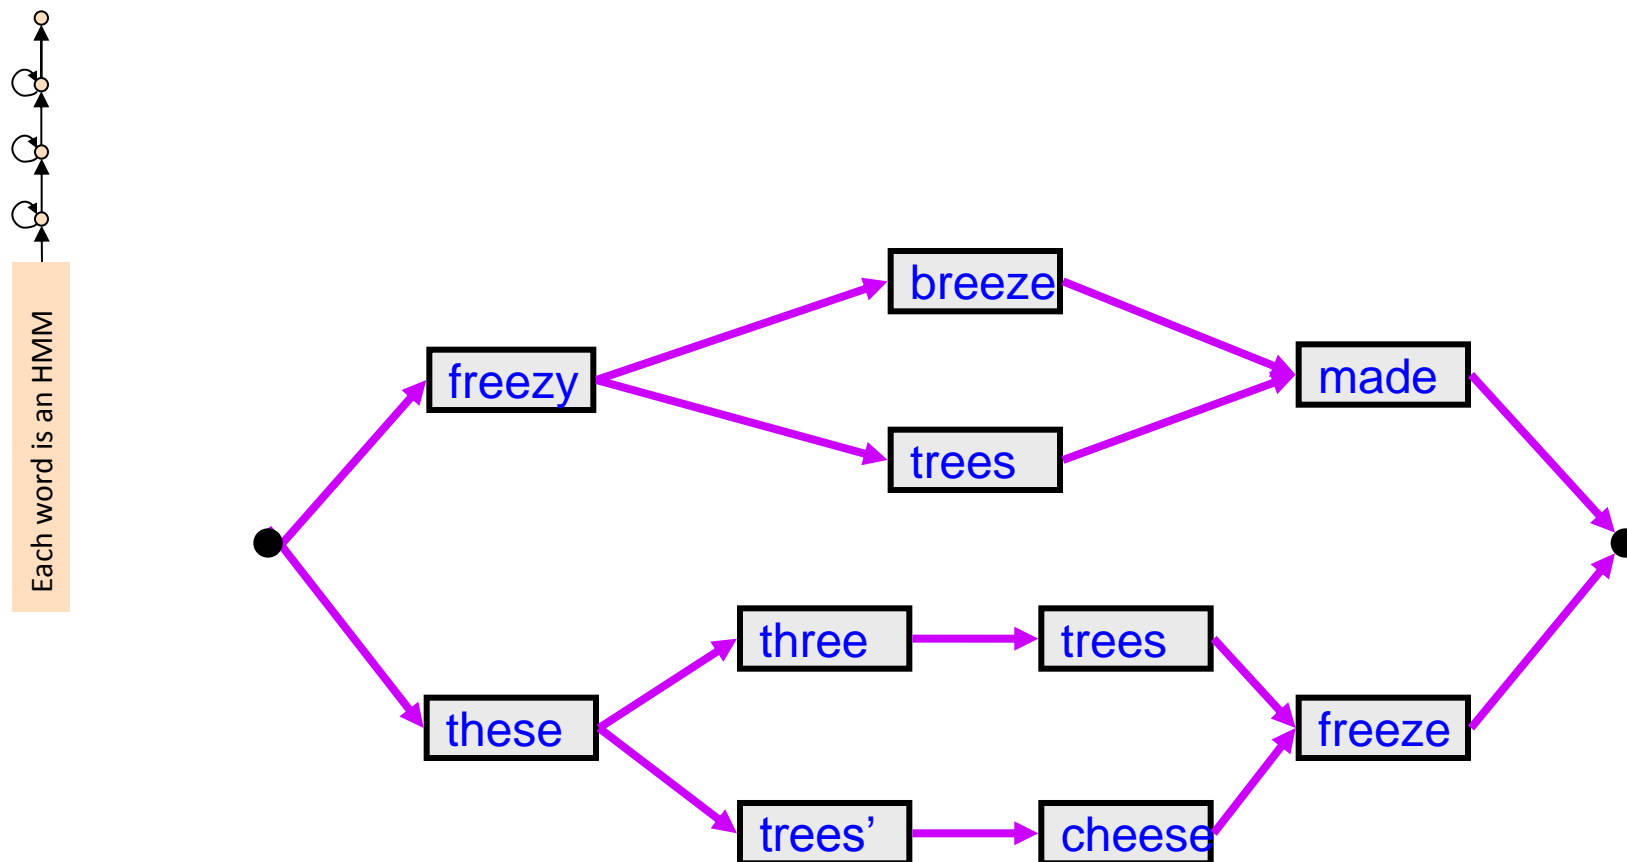 Each word is an HMM
breeze
freezy
made
trees
three
trees
these
freeze
trees’
cheese